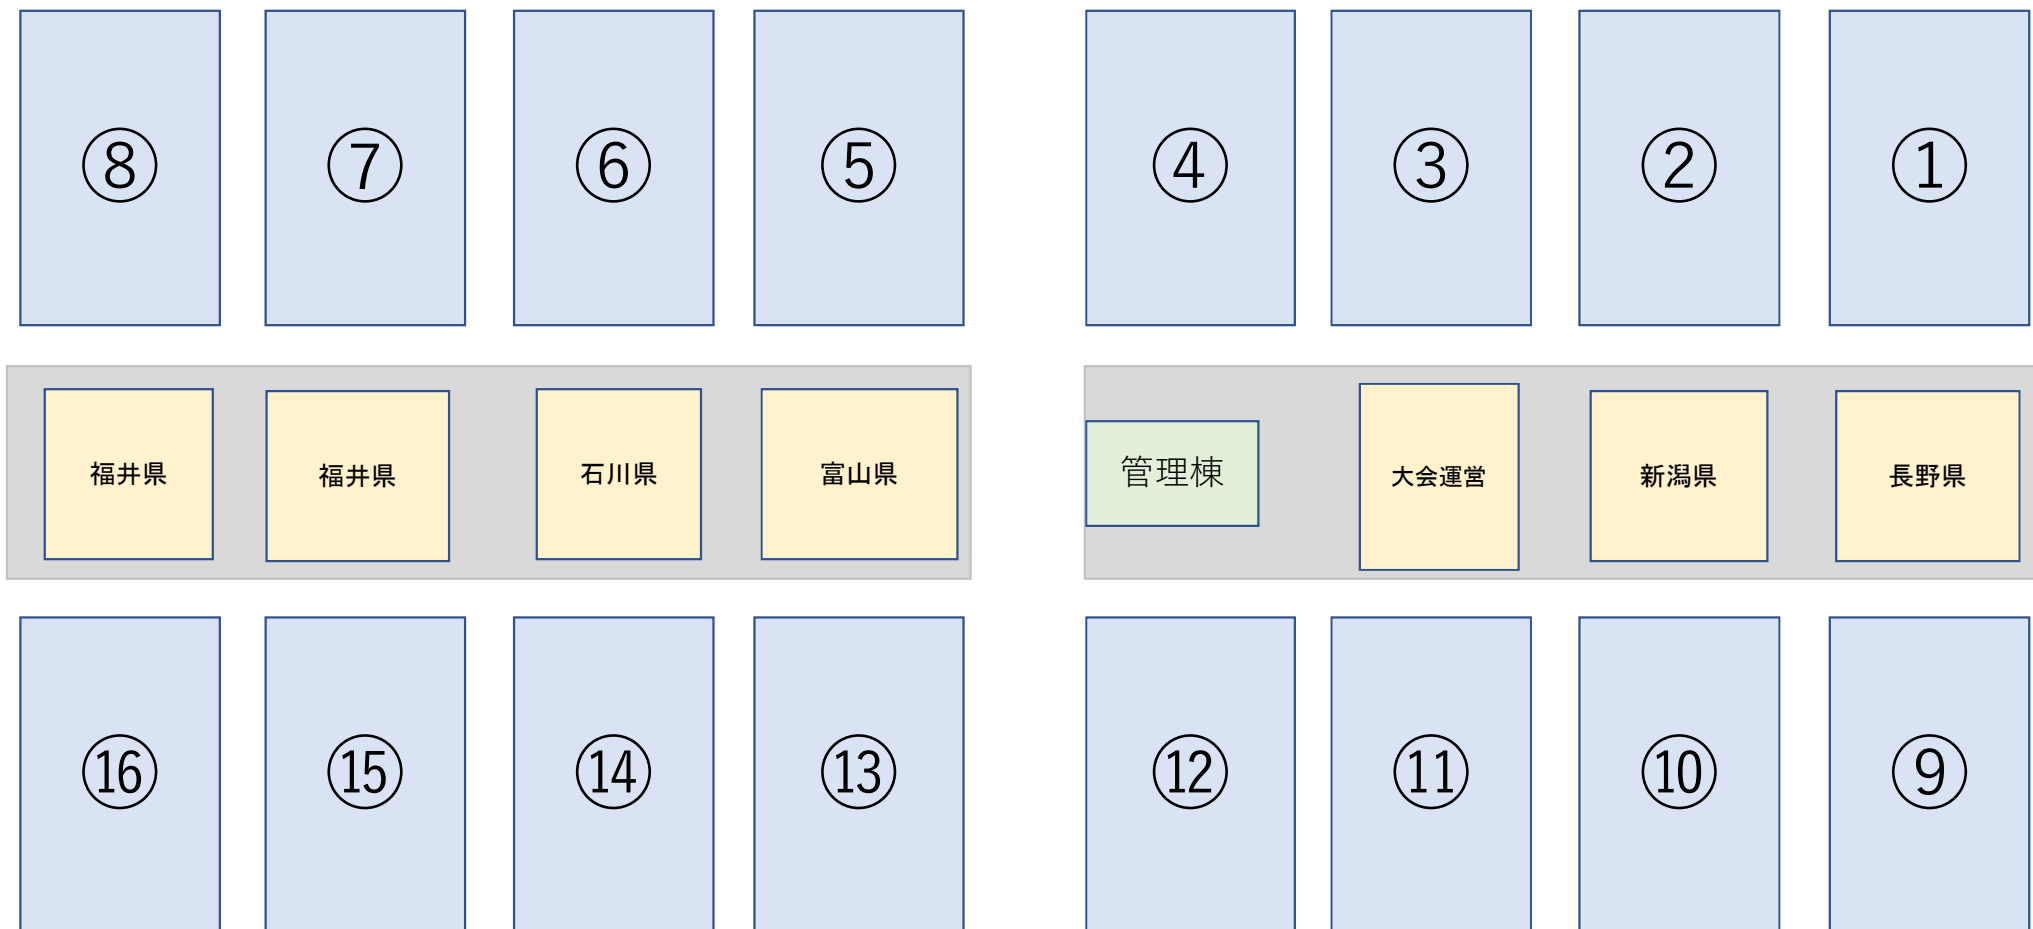 ⑧ ⑦ ⑥ ⑤ ④ ③ ② ①
福井県 福井県 石川県 富山県 管理棟 大会運営 新潟県 長野県
⑯ ⑮ ⑭ ⑬ ⑫ ⑪ ⑩ ⑨